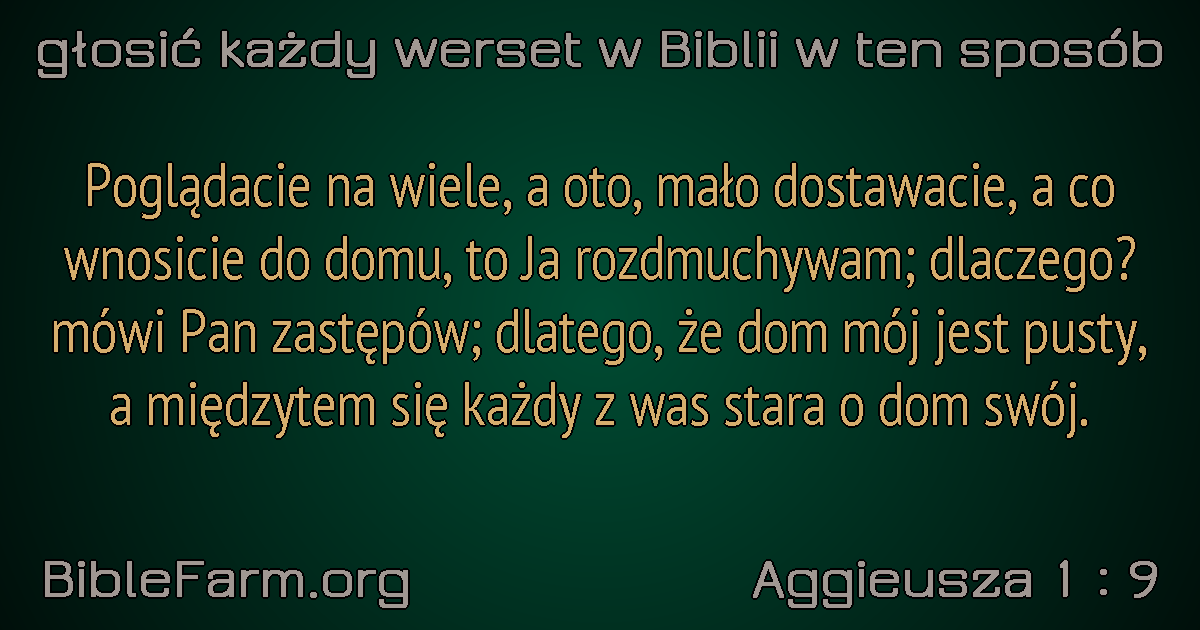 głosić każdy werset w Biblii w ten sposób
Poglądacie na wiele, a oto, mało dostawacie, a co
wnosicie do domu, to Ja rozdmuchywam; dlaczego?
mówi Pan zastępów; dlatego, że dom mój jest pusty,
a międzytem się każdy z was stara o dom swój.
BibleFarm.org
Aggieusza 1 : 9